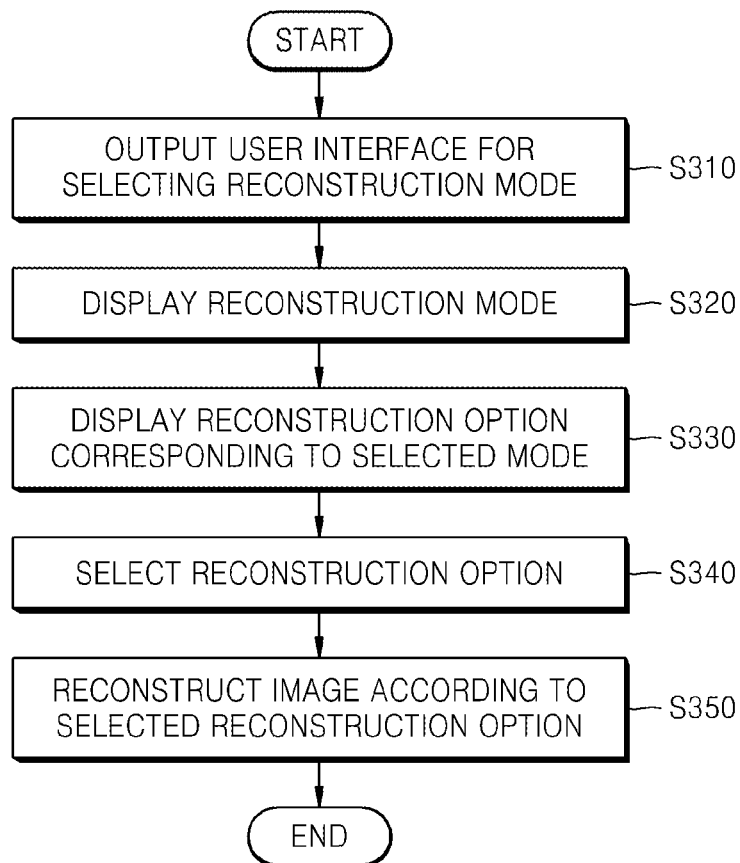 START
OUTPUT USER INTERFACE FOR
SELECTING RECONSTRUCTION MODE
S310
DISPLAY RECONSTRUCTION MODE
S320
DISPLAY RECONSTRUCTION OPTION
CORRESPONDING TO SELECTED MODE
S330
SELECT RECONSTRUCTION OPTION
S340
RECONSTRUCT IMAGE ACCORDING TO
SELECTED RECONSTRUCTION OPTION
S350
END